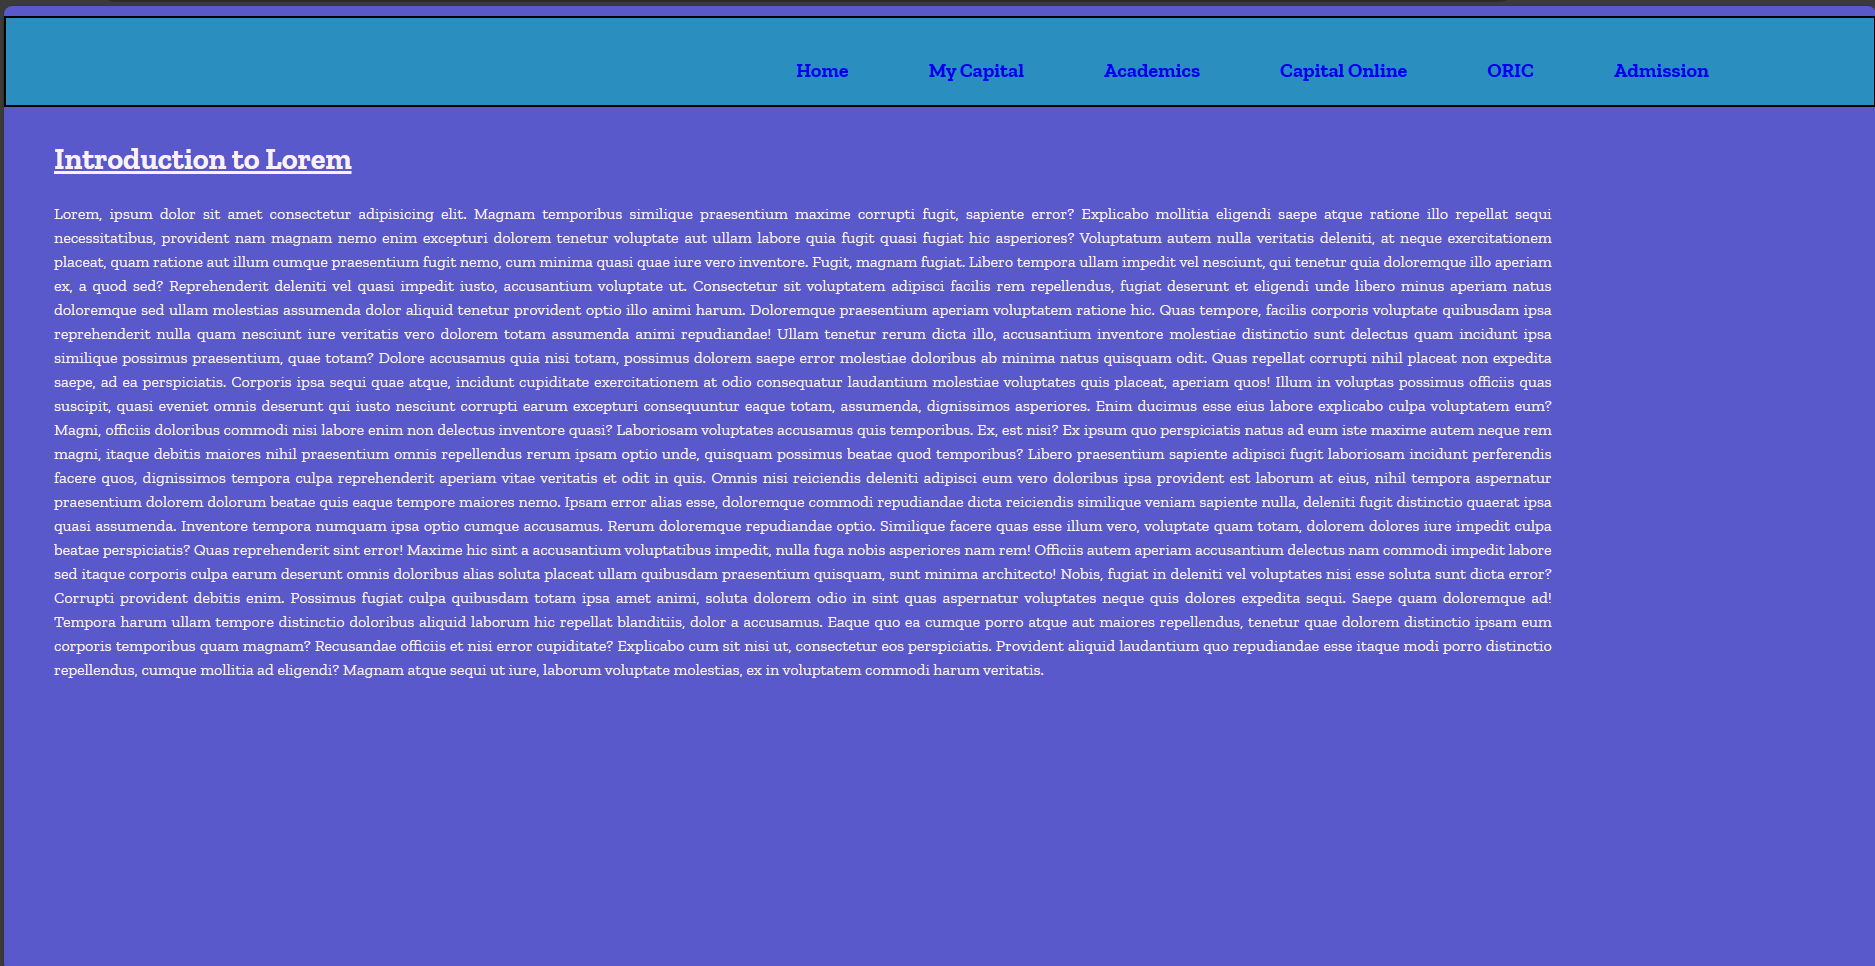 Home My Capital Academics Capital Online ORIC Admission
Introduction to Lorem
Lorem, ipsum dolor sit amet consectetur adipisicing elit. Magnam temporibus similique praesentium maxime corrupti fugit, sapiente error? Explicabo mollitia eligendi saepe atque ratione illo repellat sequi
necessitatibus, provident nam magnam nemo enim excepturi dolorem tenetur voluptate aut ullam labore quia fugit quasi fugiat hic asperiores? Voluptatum autem nulla veritatis deleniti, at neque exercitationem
placeat, quam ratione aut illum cumque praesentium fugit nemo, cum minima quasi quae iure vero inventore. Fugit, magnam fugiat. Libero tempora ullam impedit vel nesciunt, qui tenetur quia doloremque illo aperiam
ex, a quod sed? Reprehenderit deleniti vel quasi impedit iusto, accusantium voluptate ut. Consectetur sit voluptatem adipisci facilis rem repellendus, fugiat deserunt et eligendi unde libero minus aperiam natus
doloremque sed ullam molestias assumenda dolor aliquid tenetur provident optio illo animi harum. Doloremque praesentium aperiam voluptatem ratione hic. Quas tempore, facilis corporis voluptate quibusdam ipsa
reprehenderit nulla quam nesciunt iure veritatis vero dolorem totam assumenda animi repudiandae! Ullam tenetur rerum dicta illo, accusantium inventore molestiae distinctio sunt delectus quam incidunt ipsa
similique possimus praesentium, quae totam? Dolore accusamus quia nisi totam, possimus dolorem saepe error molestiae doloribus ab minima natus quisquam odit. Quas repellat corrupti nihil placeat non expedita
saepe, ad ea perspiciatis. Corporis ipsa sequi quae atque, incidunt cupiditate exercitationem at odio consequatur laudantium molestiae voluptates quis placeat, aperiam quos! Illum in voluptas possimus officiis quas
suscipit, quasi eveniet omnis deserunt qui iusto nesciunt corrupti earum excepturi consequuntur eaque totam, assumenda, dignissimos asperiores. Enim ducimus esse eius labore explicabo culpa voluptatem eum?
Magni, officiis doloribus commodi nisi labore enim non delectus inventore quasi? Laboriosam voluptates accusamus quis temporibus. Ex, est nisi? Ex ipsum quo perspiciatis natus ad eum iste maxime autem neque rem
magni, itaque debitis maiores nihil praesentium omnis repellendus rerum ipsam optio unde, quisquam possimus beatae quod temporibus? Libero praesentium sapiente adipisci fugit laboriosam incidunt perferendis
facere quos, dignissimos tempora culpa reprehenderit aperiam vitae veritatis et odit in quis. Omnis nisi reiciendis deleniti adipisci eum vero doloribus ipsa provident est laborum at eius, nihil tempora aspernatur
praesentium dolorem dolorum beatae quis eaque tempore maiores nemo. Ipsam error alias esse, doloremque commodi repudiandae dicta reiciendis similique veniam sapiente nulla, deleniti fugit distinctio quaerat ipsa
quasi assumenda. Inventore tempora numquam ipsa optio cumque accusamus. Rerum doloremque repudiandae optio. Similique facere quas esse illum vero, voluptate quam totam, dolorem dolores iure impedit culpa
beatae perspiciatis? Quas reprehenderit sint error! Maxime hic sint a accusantium voluptatibus impedit, nulla fuga nobis asperiores nam rem! Officiis autem aperiam accusantium delectus nam commodi impedit labore
sed itaque corporis culpa earum deserunt omnis doloribus alias soluta placeat ullam quibusdam praesentium quisquam, sunt minima architecto! Nobis, fugiat in deleniti vel voluptates nisi esse soluta sunt dicta error?
Corrupti provident debitis enim. Possimus fugiat culpa quibusdam totam ipsa amet animi, soluta dolorem odio in sint quas aspernatur voluptates neque quis dolores expedita sequi. Saepe quam doloremque ad!
Tempora harum ullam tempore distinctio doloribus aliquid laborum hic repellat blanditiis, dolor a accusamus. Eaque quo ea cumque porro atque aut maiores repellendus, tenetur quae dolorem distinctio ipsam eum
corporis temporibus quam magnam? Recusandae officiis et nisi error cupiditate? Explicabo cum sit nisi ut, consectetur eos perspiciatis. Provident aliquid laudantium quo repudiandae esse itaque modi porro distinctio
repellendus, cumque mollitia ad eligendi? Magnam atque sequi ut iure, laborum voluptate molestias, ex in voluptatem commodi harum veritatis.